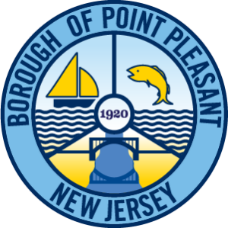 BOROUGH OF POINT PLEASANT
1920
NEW JERSEY